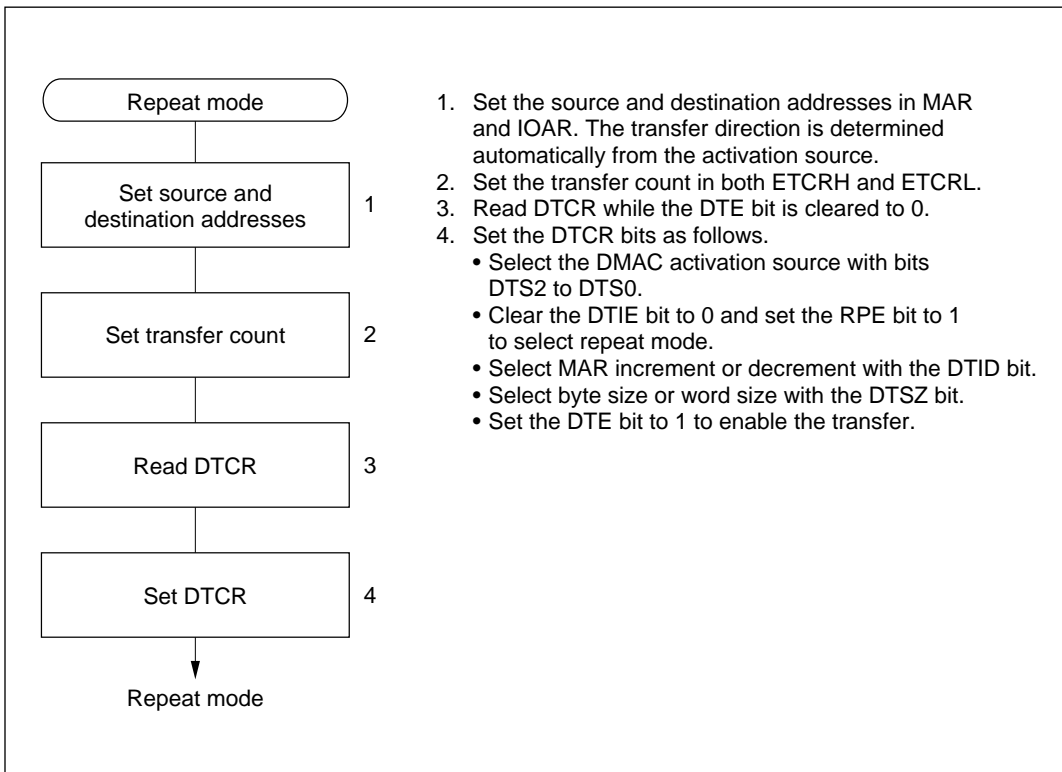 Repeat mode
Set source and
destination addresses
1
Set transfer count
2
Read DTCR
3
Set DTCR
4
Repeat mode
1. Set the source and destination addresses in MAR
and IOAR. The transfer direction is determined
automatically from the activation source.
2. Set the transfer count in both ETCRH and ETCRL.
3. Read DTCR while the DTE bit is cleared to 0.
4. Set the DTCR bits as follows.
• Select the DMAC activation source with bits
DTS2 to DTS0.
• Clear the DTIE bit to 0 and set the RPE bit to 1
to select repeat mode.
• Select MAR increment or decrement with the DTID bit.
• Select byte size or word size with the DTSZ bit.
• Set the DTE bit to 1 to enable the transfer.